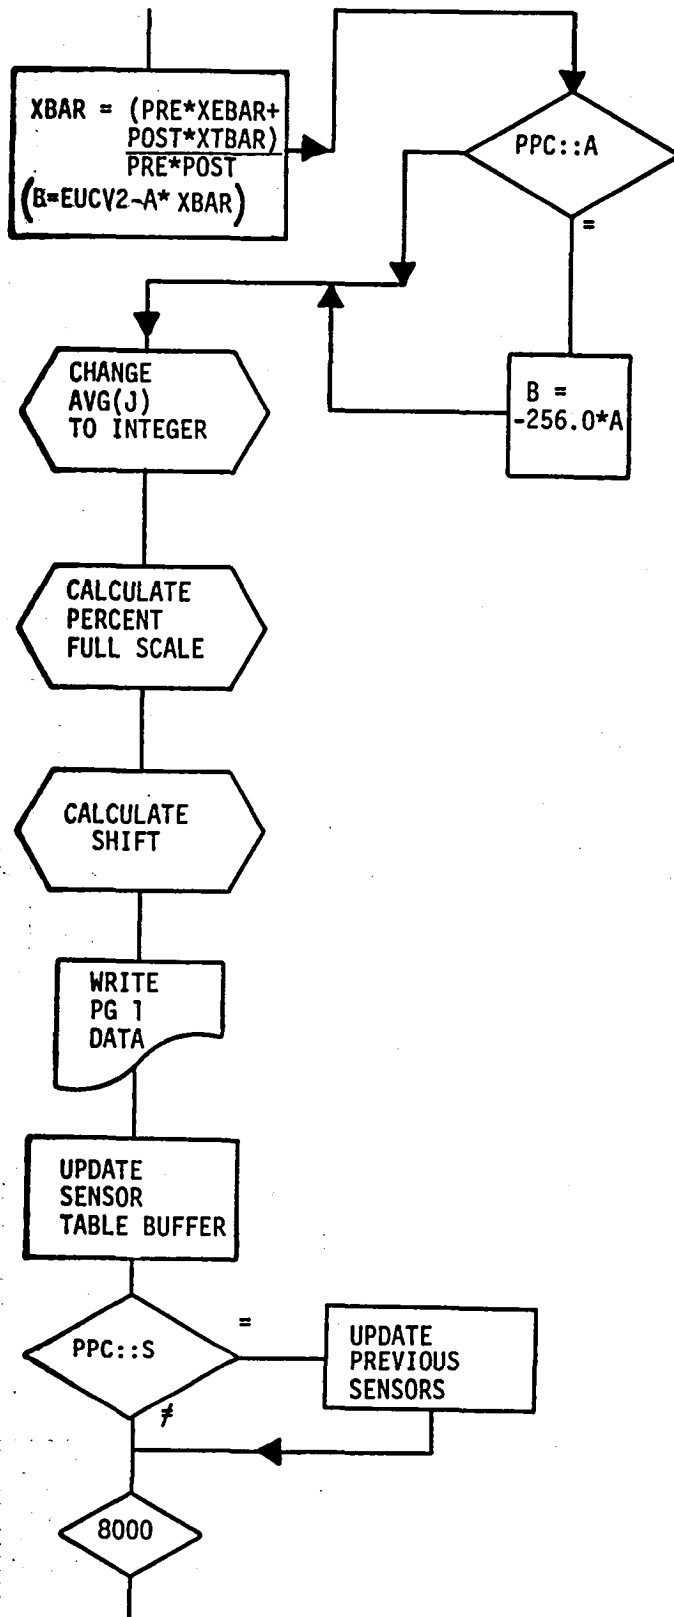 XBAR = (PRE*XEBAR+
POST*XTBAR)
PRE*POST
(B=EUCV2-A* XBAR)
PPC::A
=
B =
-256.0*A
CHANGE
AVG(J)
TO INTEGER
CALCULATE
PERCENT
FULL SCALE
CALCULATE
SHIFT
WRITE
PG 1
DATA
UPDATE
SENSOR
TABLE BUFFER
PPC::S
=
UPDATE
PREVIOUS
SENSORS
≠
8000